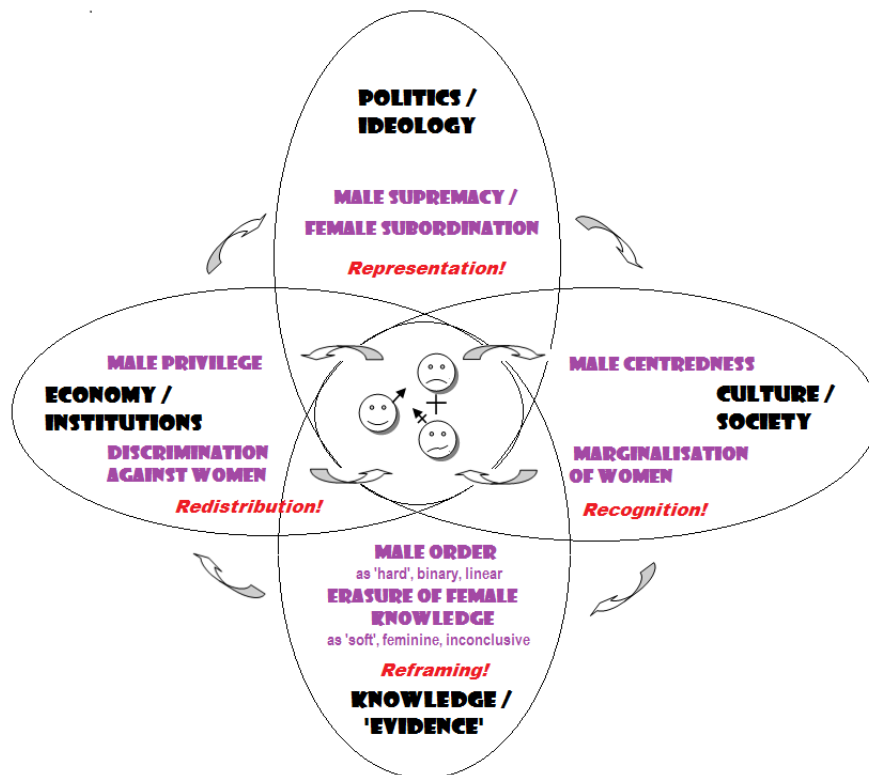 POLITICS /
IDEOLOGY
MALE SUPREMACY /
FEMALE SUBORDINATION
Representation!
MALE PRIVILEGE
ECONOMY /
INSTITUTIONS
DISCRIMINATION
AGAINST WOMEN
Redistribution!
MALE CENTREDNESS
CULTURE /
SOCIETY
MARGINALISATION
OF WOMEN
Recognition!
MALE ORDER
as 'hard', binary, linear
ERASURE OF FEMALE
KNOWLEDGE
as 'soft', feminine, inconclusive
Reframing!
KNOWLEDGE /
'EVIDENCE'